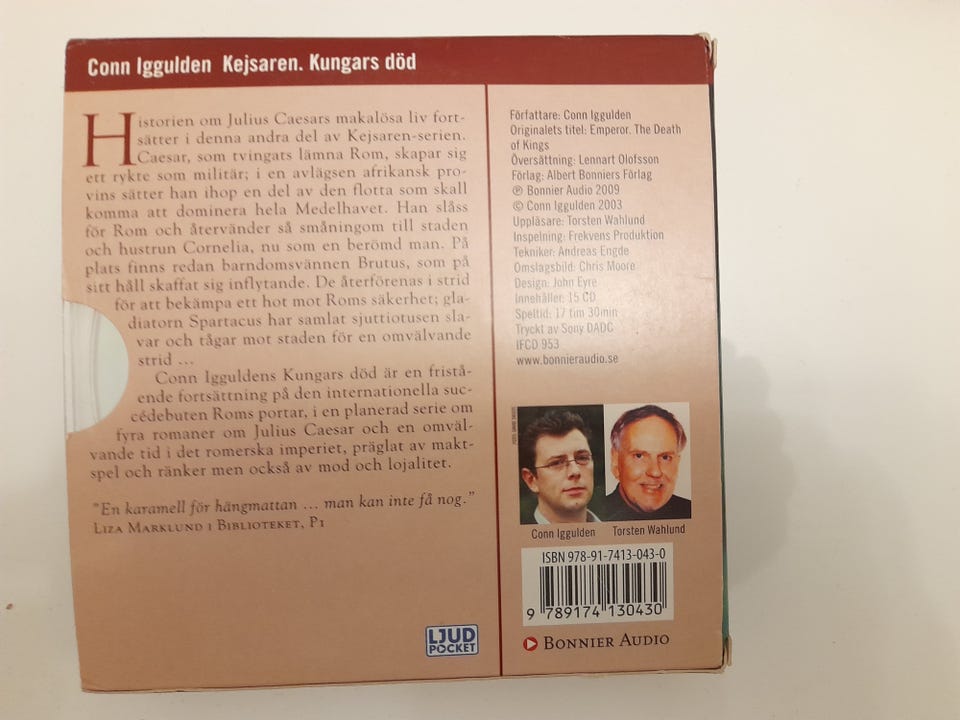 Conn Iggulden Kejsaren. Kungars död
Historien om Julius Caesars makalösa liv fort-
sätter i denna andra del av Kejsaren-serien.
Caesar, som tvingats lämna Rom, skapar sig
ett rykte som militär; i en avlägsen afrikansk pro-
vins sätter han ihop en del av den flotta som skall
komma att dominera hela Medelhavet. Han slåss
för Rom och återvänder så småningom till staden
och hustrun Cornelia, nu som en berömd man. På
plats finns redan barndomsvännen Brutus, som på
sitt håll skaffat sig inflytande. De återförenas i strid
för att bekämpa ett hot mot Roms säkerhet; gla-
diatorn Spartacus har samlat sjuttiotusen sla-
var och tågar mot staden för en omvälvande
strid ...
Conn Igguldens Kungars död är en fristå-
ende fortsättning på den internationella suc-
cédebuten Roms portar, i en planerad serie om
fyra romaner om Julius Caesar och en omväl-
vande tid i det romerska imperiet, präglat av makt-
spel och ränker men också av mod och lojalitet.
"En karamell för hängmattan ... man kan inte få nog."
Liza Marklund i Biblioteket, P1
LJUD
POCKET
Författare: Conn Iggulden
Originalets titel: Emperor. The Death
of Kings
Översättning: Lennart Olofsson
Förlag: Albert Bonniers Förlag
℗ Bonnier Audio 2009
© Conn Iggulden 2003
Uppläsare: Torsten Wahlund
Inspelning: Frekvens Produktion
Tekniker: Andreas Engde
Omslagsbild: Chris Moore
Design: John Eyre
Innehåller: 15 CD
Speltid: 17 tim 30min
Tryckt av Sony DADC
IFCD 953
www.bonnieraudio.se
Conn Iggulden Torsten Wahlund
ISBN 978-91-7413-043-0
9 789174 130430
Bonnier Audio